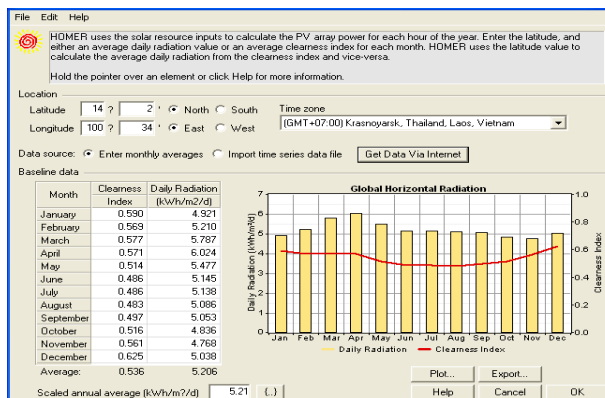 File Edit Help
HOMER uses the solar resource inputs to calculate the PV array power for each hour of the year. Enter the latitude, and
either an average daily radiation value or an average clearness index for each month. HOMER uses the latitude value to
calculate the average daily radiation from the clearness index and vice-versa.
Hold the pointer over an element or click Help for more information.
Location
Latitude 14 ? 2 ' North South Time zone
Longitude 100 ? 34 ' East West (GMT+07:00) Krasnoyarsk, Thailand, Laos, Vietnam
Data source: Enter monthly averages Import time series data file Get Data Via Internet
Baseline data
Month Clearness Index Daily Radiation (kWh/m2/d)
January 0.590 4.921
February 0.569 5.210
March 0.577 5.787
April 0.571 6.024
May 0.514 5.477
June 0.486 5.145
July 0.486 5.138
August 0.483 5.086
September 0.497 5.053
October 0.516 4.836
November 0.561 4.768
December 0.625 5.038
Average: 0.536 5.206
Scaled annual average (kWh/m?/d) 5.21 {..}
Global Horizontal Radiation
Daily Radiation (kWh/m²/d)
7
6
5
4
3
2
1
0
Jan Feb Mar Apr May Jun Jul Aug Sep Oct Nov Dec
1.0
0.8
0.6
0.4
0.2
0.0
Clearness Index
Daily Radiation Clearness Index
Plot... Export...
Help Cancel OK